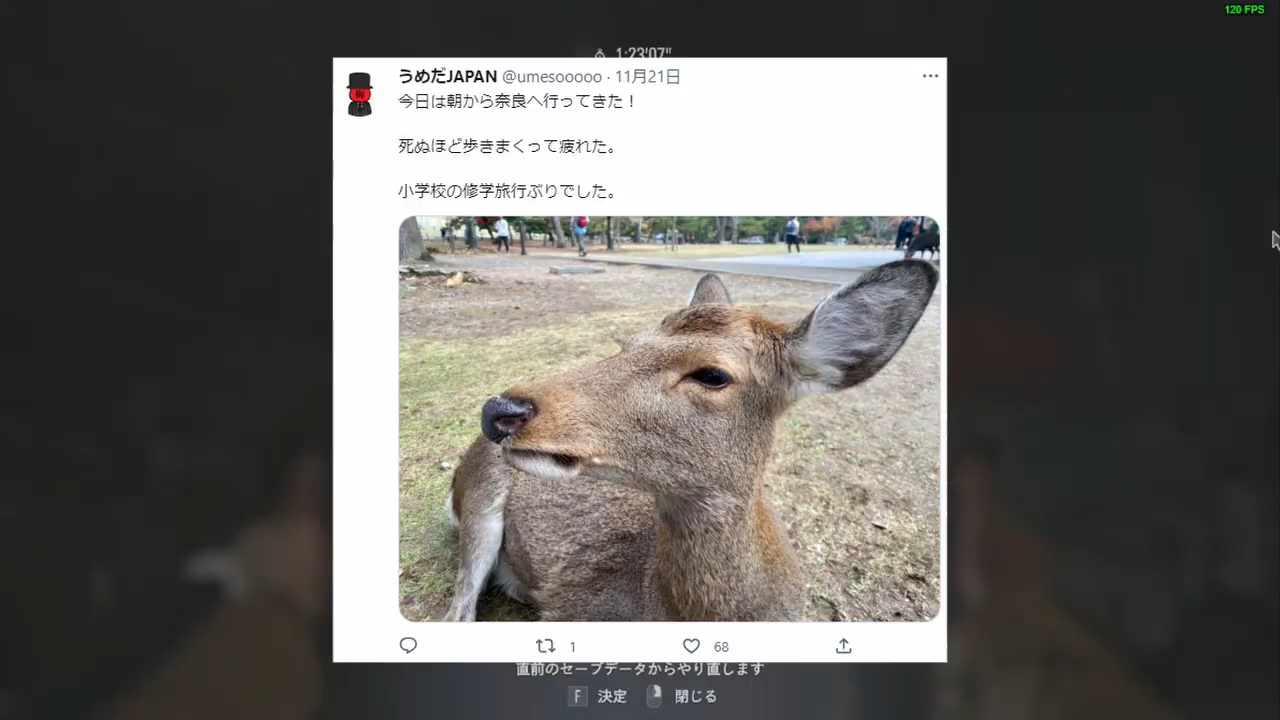 120 FPS
1:23'07"
うめだJAPAN @umesooooo · 11月21日
今日は朝から奈良へ行ってきた！
死ぬほど歩きまくって疲れた。
小学校の修学旅行ぶりでした。
1 68
直前のセーブデータからやり直します
F 決定 閉じる